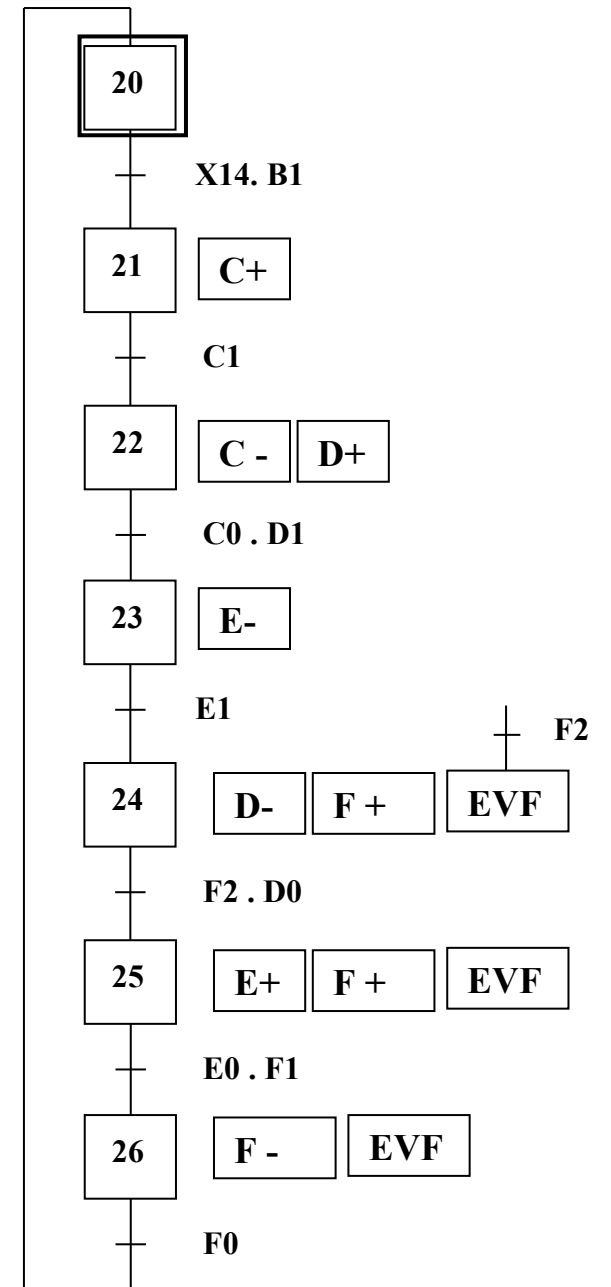 20
X14. B1
21 C+
C1
22 C - D+
C0 . D1
23 E-
E1
F2
24 D- F + EVF
F2 . D0
25 E+ F + EVF
E0 . F1
26 F - EVF
F0